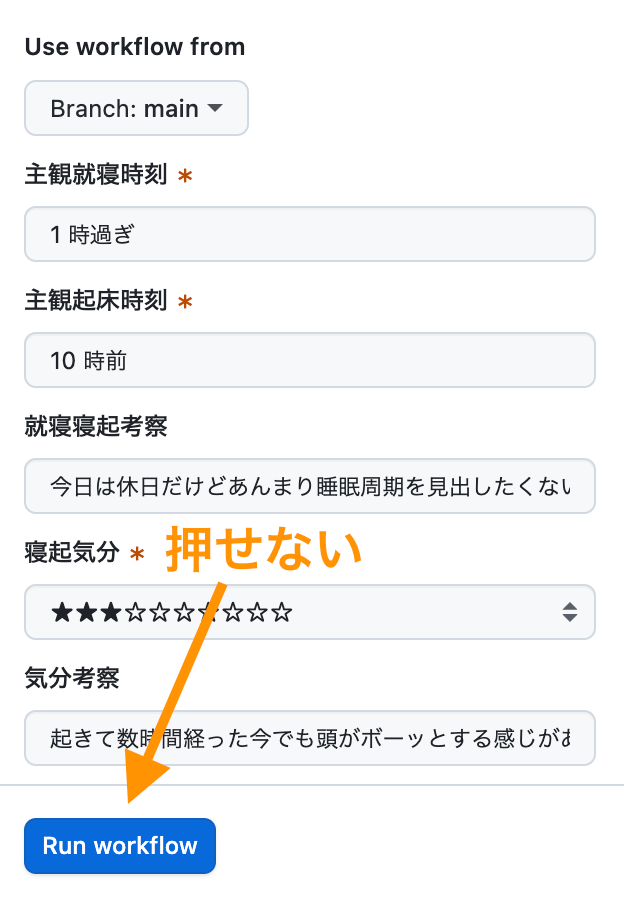 Use workflow from
Branch: main
主観就寝時刻 *
1 時過ぎ
主観起床時刻 *
10 時前
就寝寝起考察
今日は休日だけどあんまり睡眠周期を見出したくない
寝起気分 * 押せない
★★★☆☆☆☆☆☆☆
気分考察
起きて数時間経った今でも頭がボーッとする感じがあ
Run workflow